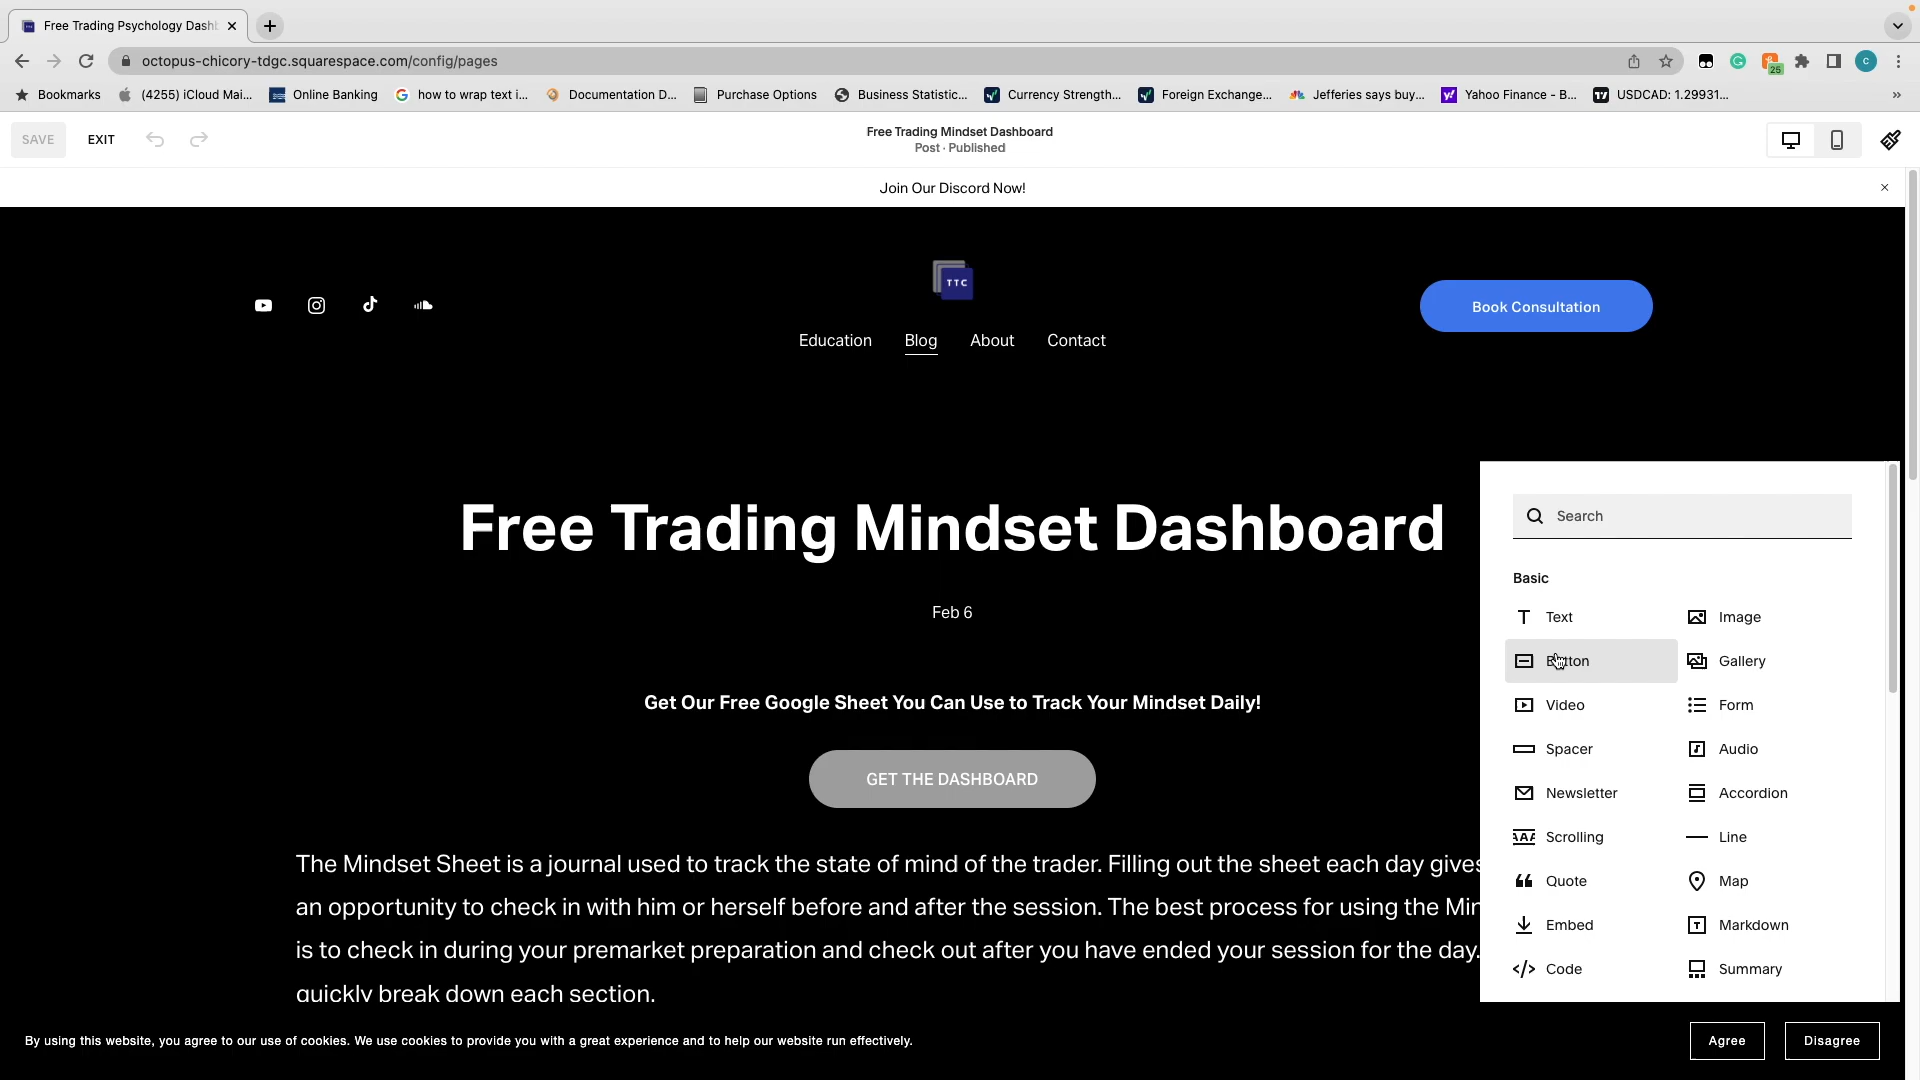 Free Trading Psychology Dasht
octopus-chicory-tdgc.squarespace.com/config/pages
25
C
Bookmarks
(4255) iCloud Mai...
Online Banking
how to wrap text i...
Documentation D...
Purchase Options
Business Statistic...
Currency Strength...
Foreign Exchange...
Jefferies says buy...
Yahoo Finance - B...
USDCAD: 1.29931...
»
SAVE
EXIT
Free Trading Mindset Dashboard
Post · Published
Join Our Discord Now!
TTC
Education
Blog
About
Contact
Book Consultation
Free Trading Mindset Dashboard
Feb 6
Get Our Free Google Sheet You Can Use to Track Your Mindset Daily!
GET THE DASHBOARD
The Mindset Sheet is a journal used to track the state of mind of the trader. Filling out the sheet each day gives
an opportunity to check in with him or herself before and after the session. The best process for using the Min
is to check in during your premarket preparation and check out after you have ended your session for the day.
quickly break down each section.
Search
Basic
Text
Image
Button
Gallery
Video
Form
Spacer
Audio
Newsletter
Accordion
Scrolling
Line
Quote
Map
Embed
Markdown
Code
Summary
By using this website, you agree to our use of cookies. We use cookies to provide you with a great experience and to help our website run effectively.
Agree
Disagree